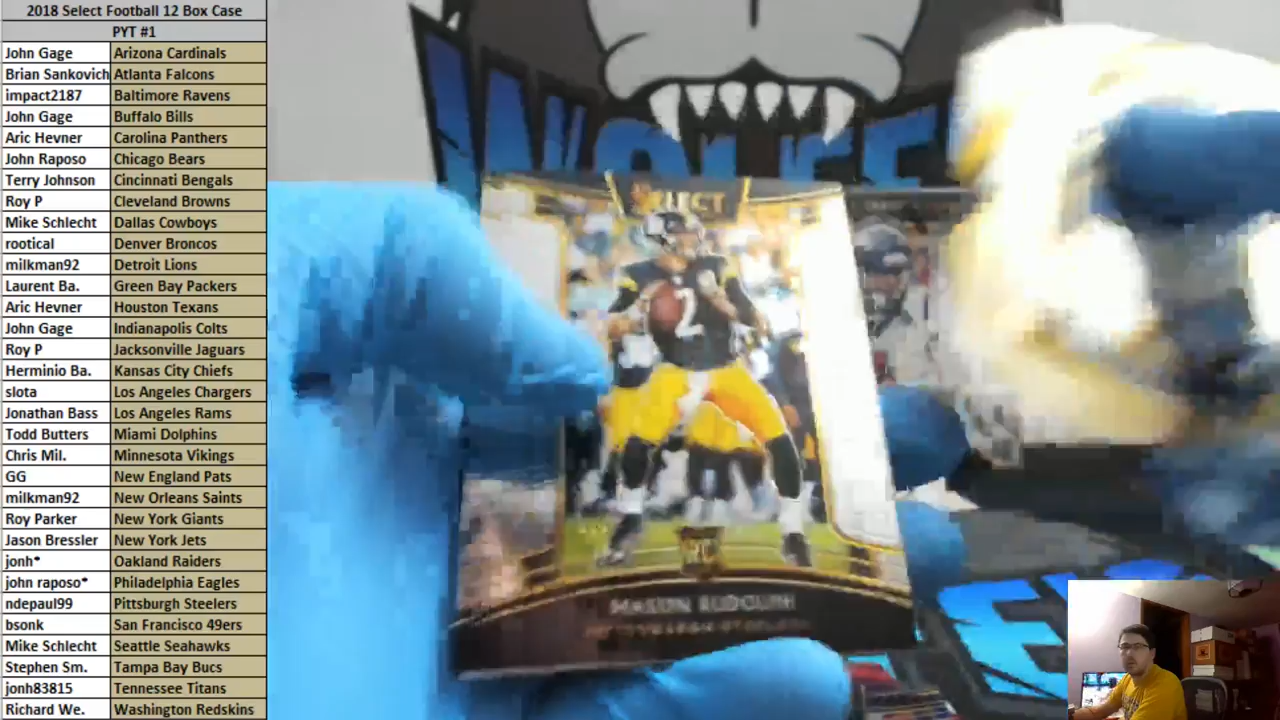 2018 Select Football 12 Box Case
PYT #1
John Gage Arizona Cardinals
Brian Sankovich Atlanta Falcons
impact2187 Baltimore Ravens
John Gage Buffalo Bills
Aric Hevner Carolina Panthers
John Raposo Chicago Bears
Terry Johnson Cincinnati Bengals
Roy P Cleveland Browns
Mike Schlecht Dallas Cowboys
rootical Denver Broncos
milkman92 Detroit Lions
Laurent Ba. Green Bay Packers
Aric Hevner Houston Texans
John Gage Indianapolis Colts
Roy P Jacksonville Jaguars
Herminio Ba. Kansas City Chiefs
slota Los Angeles Chargers
Jonathan Bass Los Angeles Rams
Todd Butters Miami Dolphins
Chris Mil. Minnesota Vikings
GG New England Pats
milkman92 New Orleans Saints
Roy Parker New York Giants
Jason Bressler New York Jets
jonh* Oakland Raiders
john raposo* Philadelphia Eagles
ndepaul99 Pittsburgh Steelers
bsonk San Francisco 49ers
Mike Schlecht Seattle Seahawks
Stephen Sm. Tampa Bay Bucs
jonh83815 Tennessee Titans
Richard We. Washington Redskins
SELECT
2
MASON RUDOLPH
PITTSBURGH STEELERS